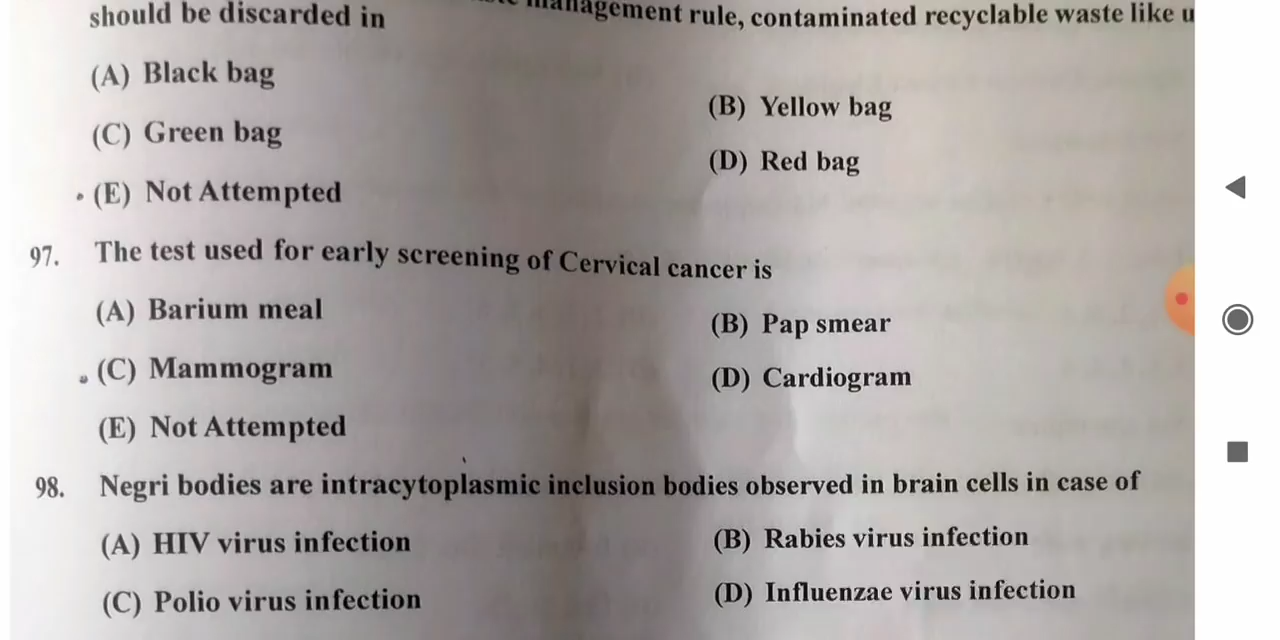 management rule, contaminated recyclable waste like
should be discarded in
(A) Black bag
(B) Yellow bag
(C) Green bag
(D) Red bag
(E) Not Attempted
97. The test used for early screening of Cervical cancer is
(A) Barium meal
(B) Pap smear
(C) Mammogram
(D) Cardiogram
(E) Not Attempted
98. Negri bodies are intracytoplasmic inclusion bodies observed in brain cells in case of
(A) HIV virus infection
(B) Rabies virus infection
(C) Polio virus infection
(D) Influenzae virus infection